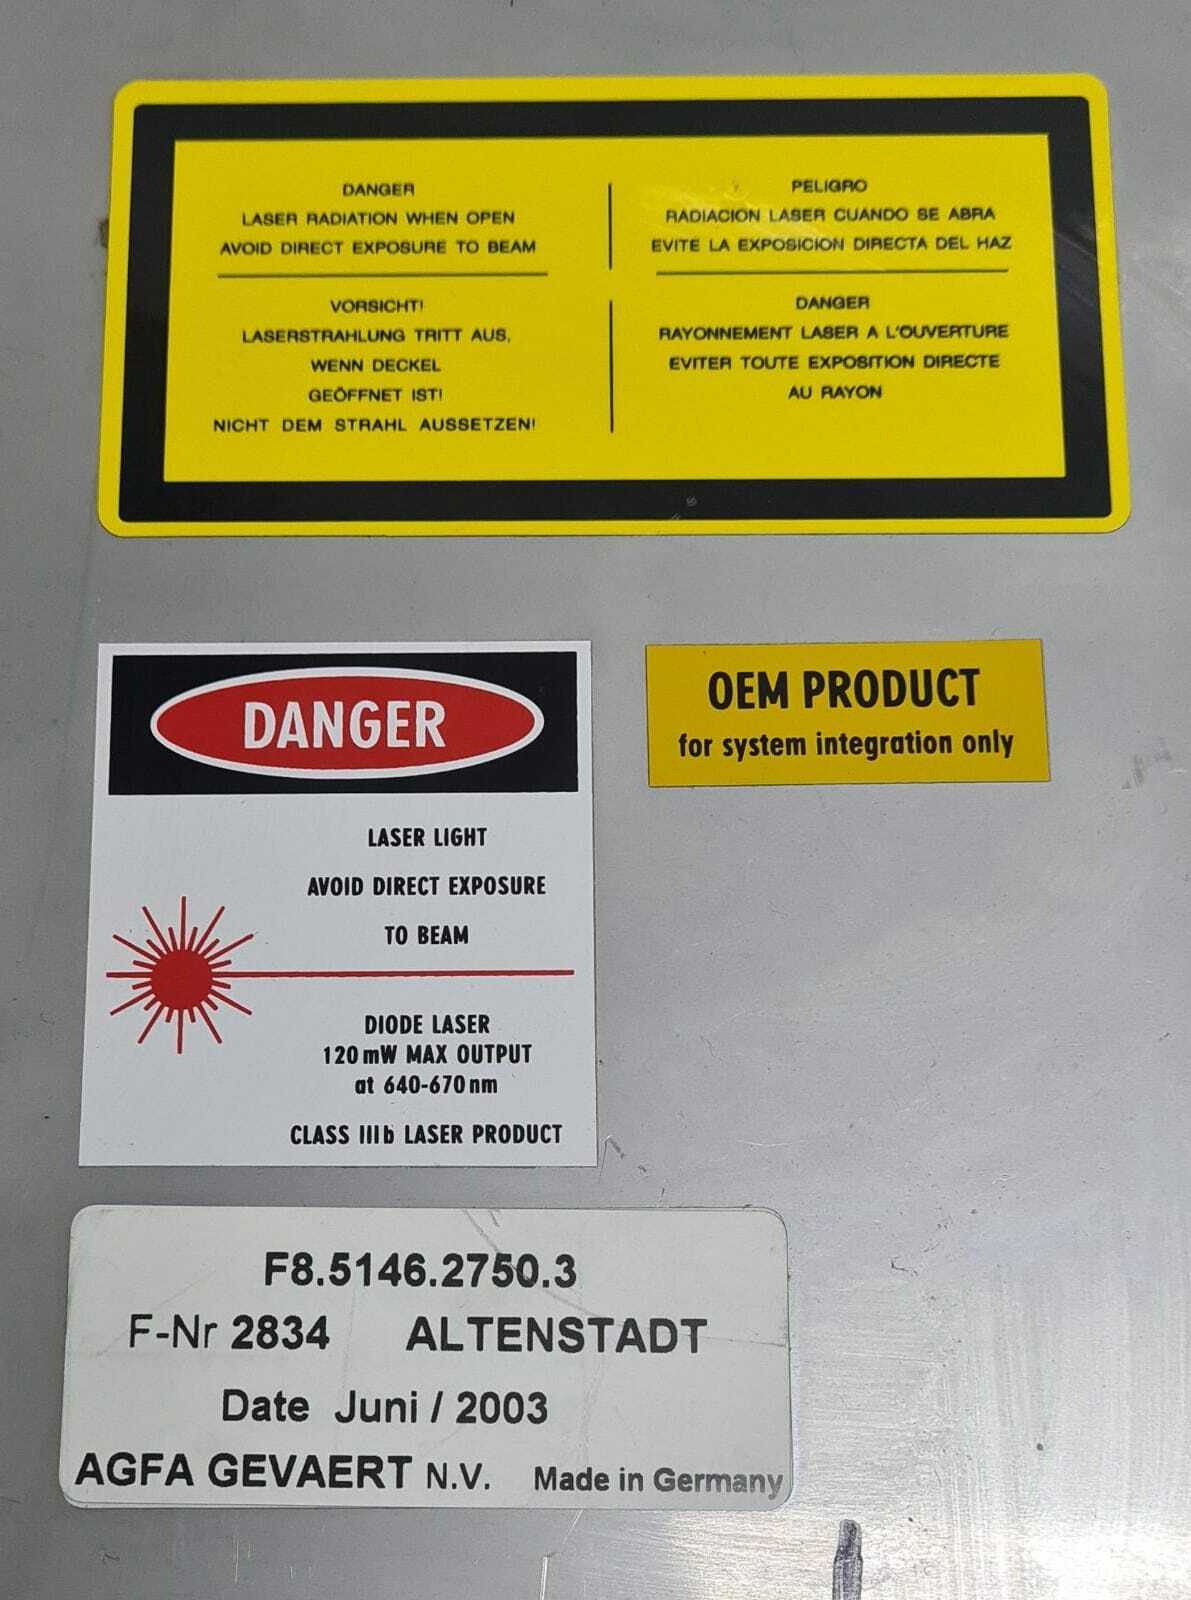 DANGER
LASER RADIATION WHEN OPEN
AVOID DIRECT EXPOSURE TO BEAM
PELIGRO
RADIACION LASER CUANDO SE ABRA
EVITE LA EXPOSICION DIRECTA DEL HAZ
VORSICHT!
LASERSTRAHLUNG TRITT AUS,
WENN DECKEL
GEÖFFNET IST!
NICHT DEM STRAHL AUSSETZEN!
DANGER
RAYONNEMENT LASER A L'OUVERTURE
EVITER TOUTE EXPOSITION DIRECTE
AU RAYON
DANGER
LASER LIGHT
AVOID DIRECT EXPOSURE
TO BEAM
DIODE LASER
120 mW MAX OUTPUT
at 640-670 nm
CLASS IIIb LASER PRODUCT
OEM PRODUCT
for system integration only
F8.5146.2750.3
F-Nr 2834 ALTENSTADT
Date Juni / 2003
AGFA GEVAERT N.V. Made in Germany